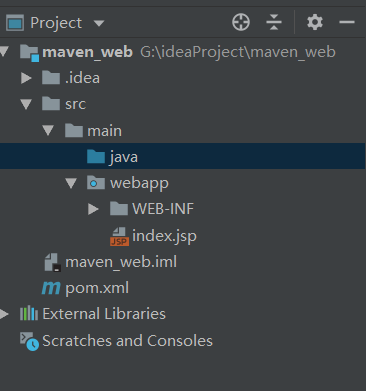 Project
maven_web G:\ideaProject\maven_web
.idea
src
main
java
webapp
WEB-INF
JSP index.jsp
maven_web.iml
m pom.xml
External Libraries
Scratches and Consoles